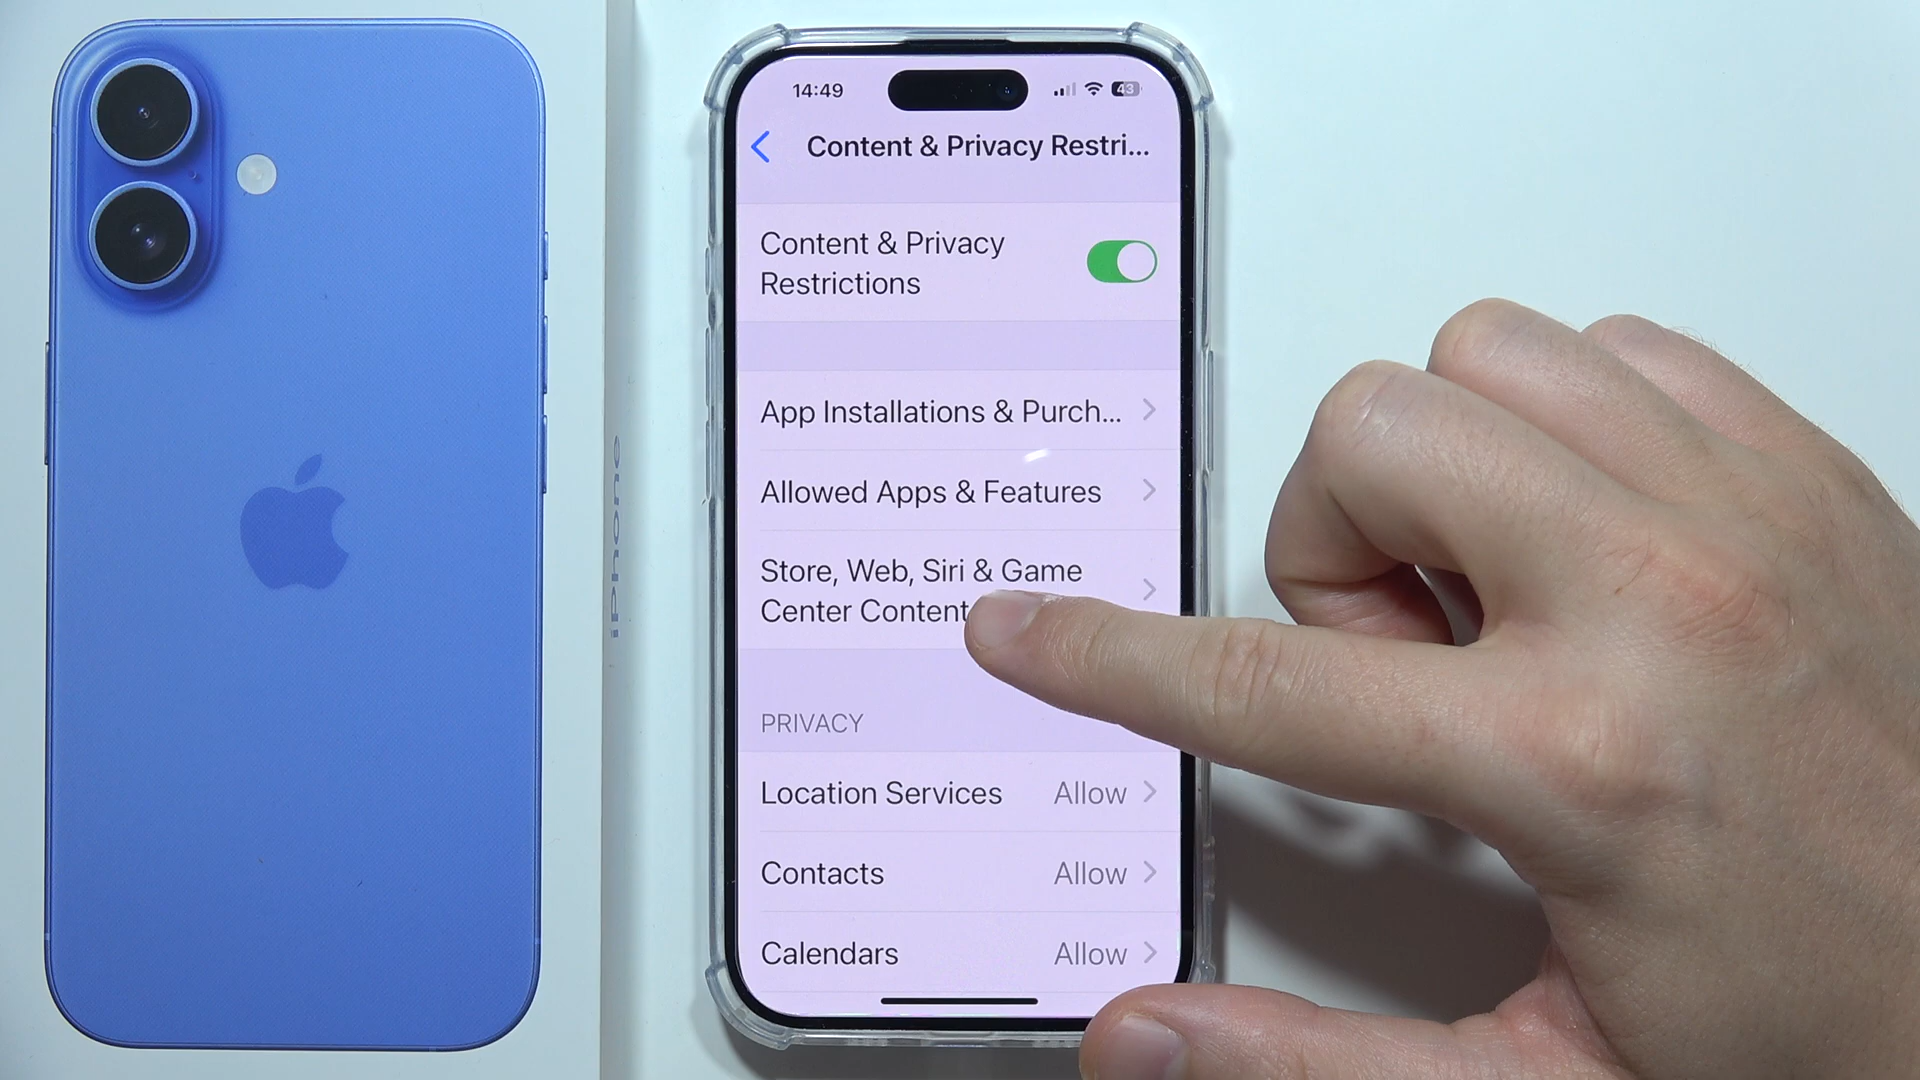 iPhone
14:49
43
Content & Privacy Restri...
Content & Privacy
Restrictions
App Installations & Purch...
Allowed Apps & Features
Store, Web, Siri & Game
Center Content
PRIVACY
Location Services Allow
Contacts Allow
Calendars Allow